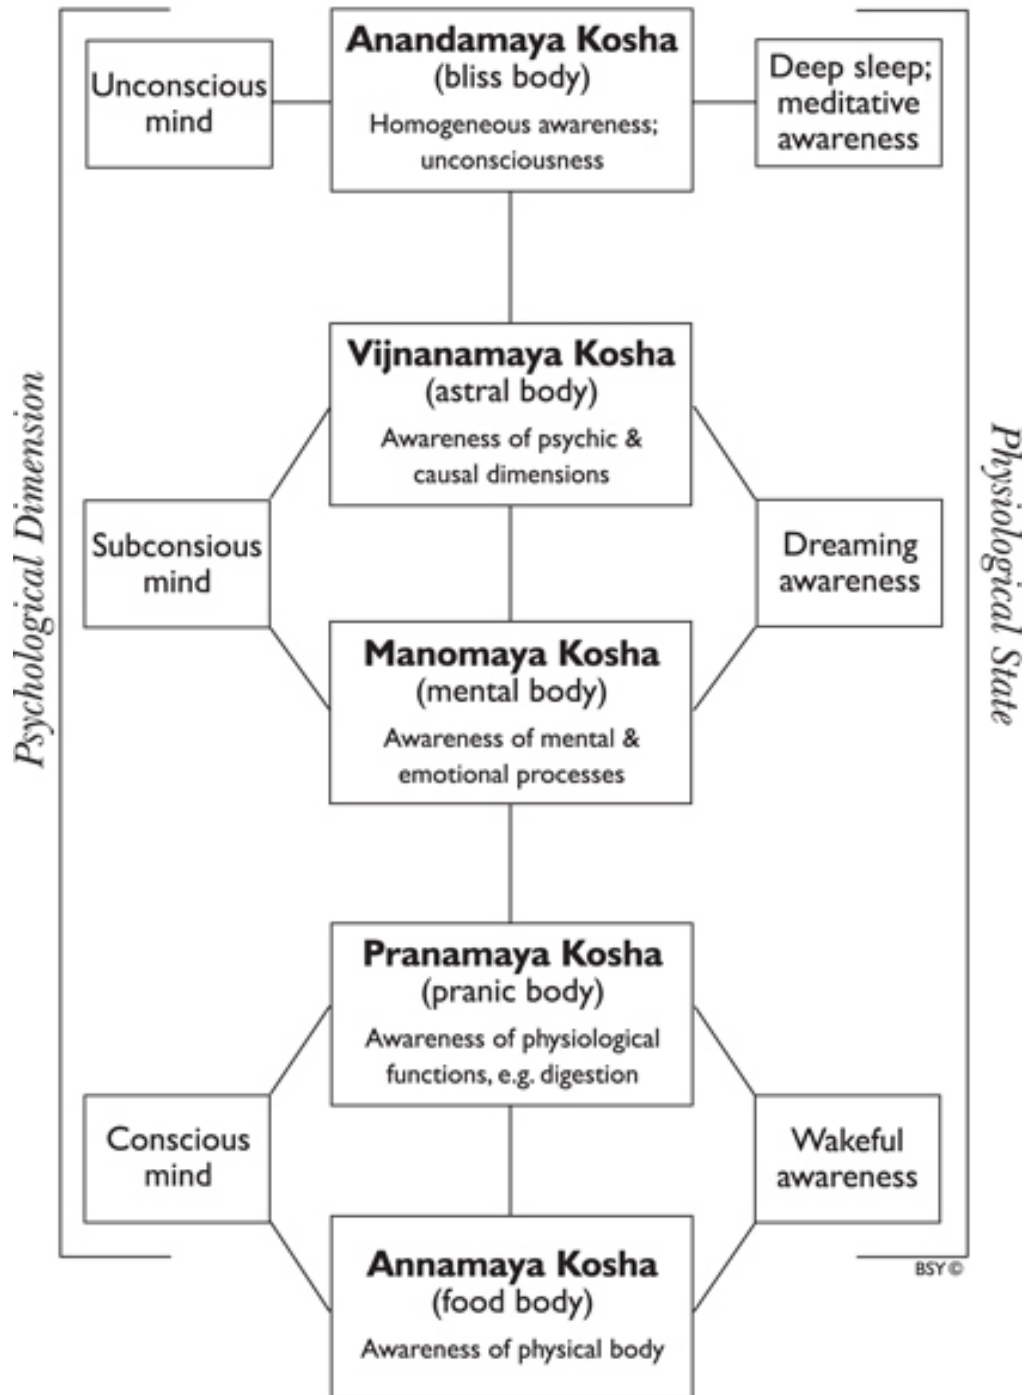 Psychological Dimension
Unconscious
mind
Anandamaya Kosha
(bliss body)
Homogeneous awareness;
unconsciousness
Deep sleep;
meditative
awareness
Vijnanamaya Kosha
(astral body)
Awareness of psychic &
causal dimensions
Subconsious
mind
Dreaming
awareness
Manomaya Kosha
(mental body)
Awareness of mental &
emotional processes
Pranamaya Kosha
(pranic body)
Awareness of physiological
functions, e.g. digestion
Conscious
mind
Wakeful
awareness
Annamaya Kosha
(food body)
Awareness of physical body
Physiological State
BSY ©